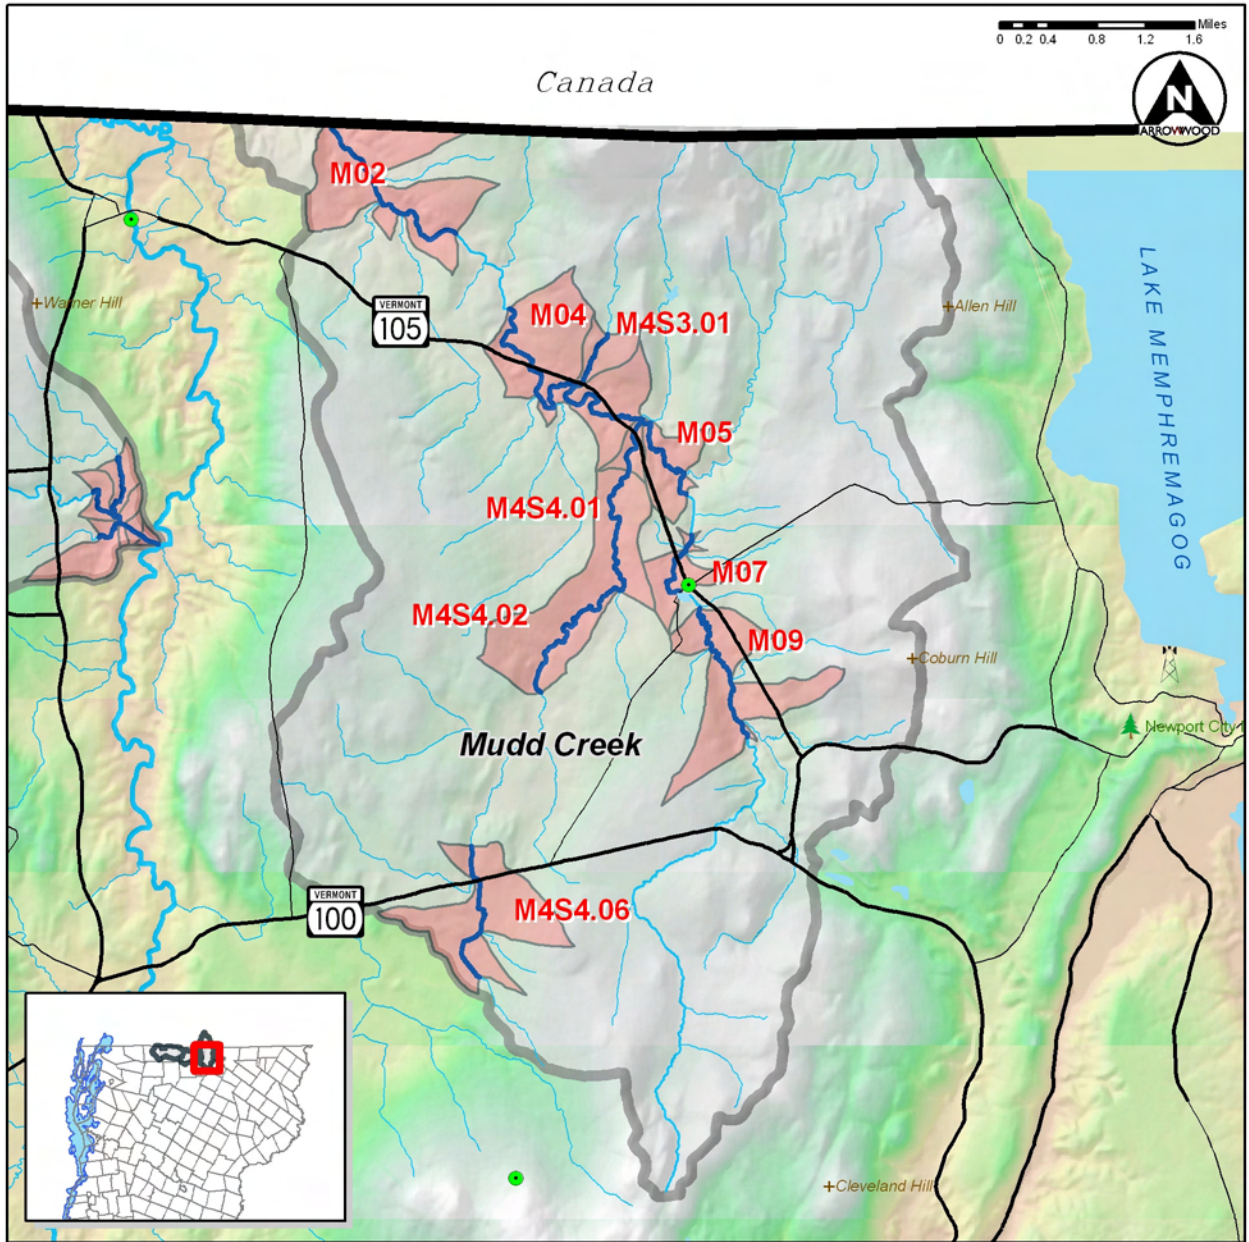 Miles
0 0.2 0.4 0.8 1.2 1.6
Canada
N
ARROWWOOD
M02
Warner Hill
VERMONT
105
M04
M4S3.01
Allen Hill
LAKE MEMPHREMAGOG
M05
M4S4.01
M07
M4S4.02
M09
Coburn Hill
Newport City
Mudd Creek
VERMONT
100
M4S4.06
Cleveland Hill